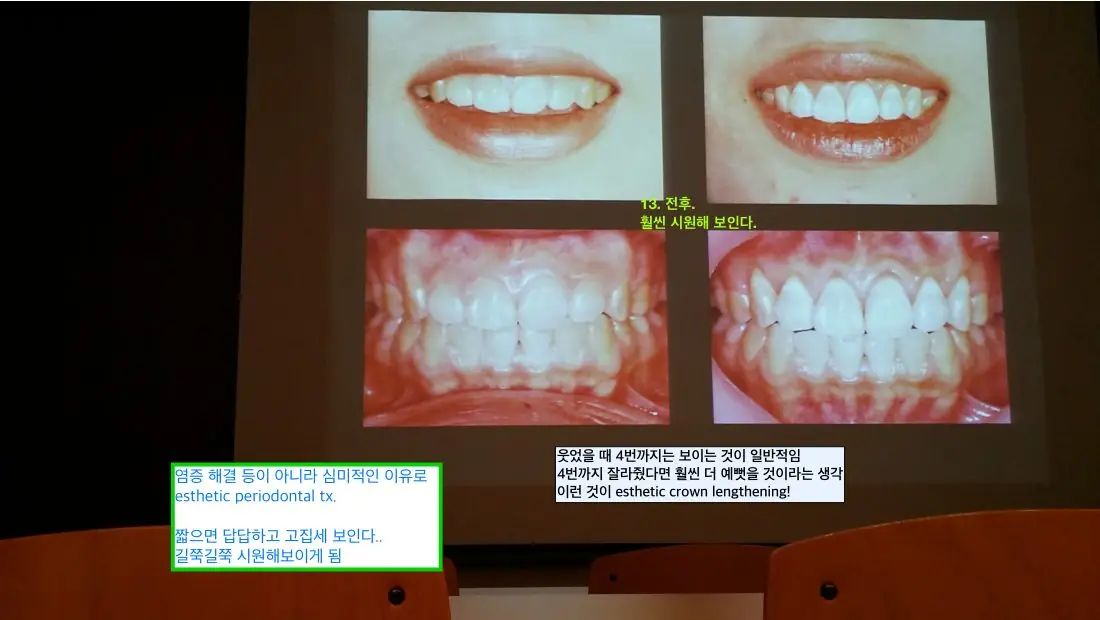 13. 전후.
훨씬 시원해 보인다.
웃었을 때 4번까지는 보이는 것이 일반적임
4번까지 잘라줬다면 훨씬 더 예뻣을 것이라는 생각
이런 것이 esthetic crown lengthening!
염증 해결 등이 아니라 심미적인 이유로
esthetic periodontal tx.
짧으면 답답하고 고집세 보인다..
길쭉길쭉 시원해보이게 됨